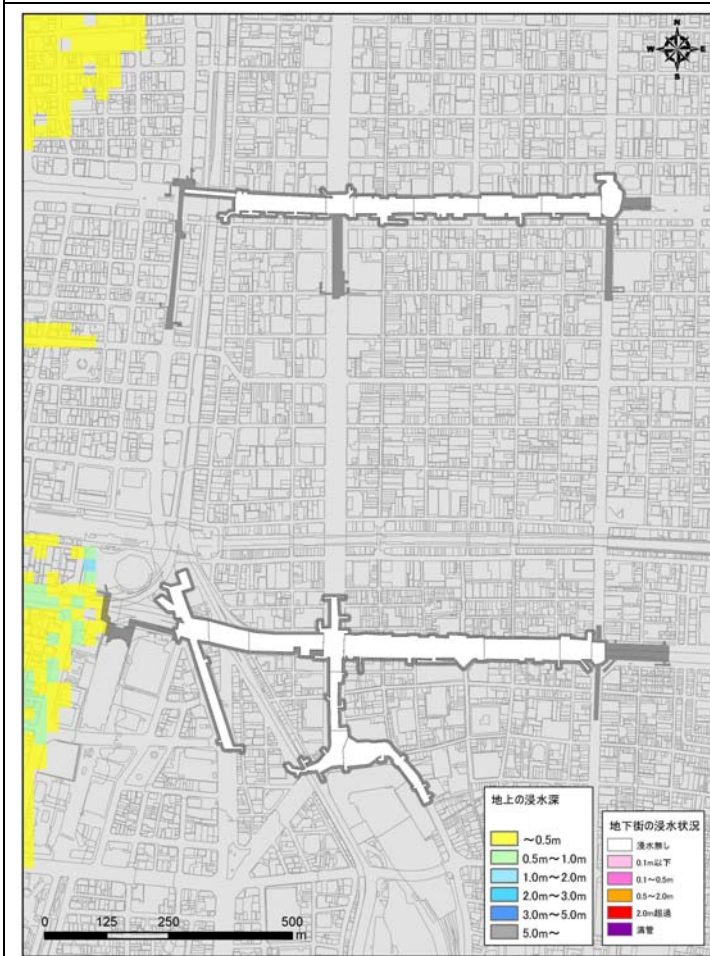 N
W E
S
地上の浸水深
～0.5m
0.5m～1.0m
1.0m～2.0m
2.0m～3.0m
3.0m～5.0m
5.0m～
地下街の浸水状況
浸水無し
0.1m以下
0.1～0.5m
0.5～2.0m
2.0m超過
満管
0 125 250 500
m